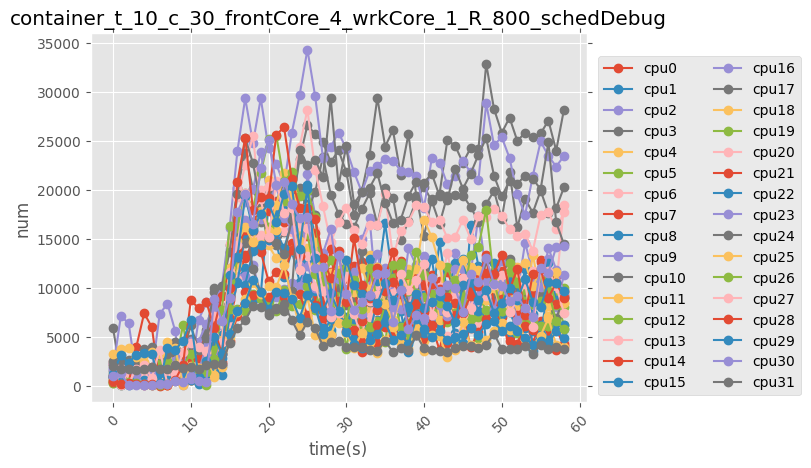 container_t_10_c_30_frontCore_4_wrkCore_1_R_800_schedDebug
35000
30000
25000
20000
15000
10000
5000
0
num
0
10
20
30
40
50
60
time(s)
cpu0
cpu1
cpu2
cpu3
cpu4
cpu5
cpu6
cpu7
cpu8
cpu9
cpu10
cpu11
cpu12
cpu13
cpu14
cpu15
cpu16
cpu17
cpu18
cpu19
cpu20
cpu21
cpu22
cpu23
cpu24
cpu25
cpu26
cpu27
cpu28
cpu29
cpu30
cpu31